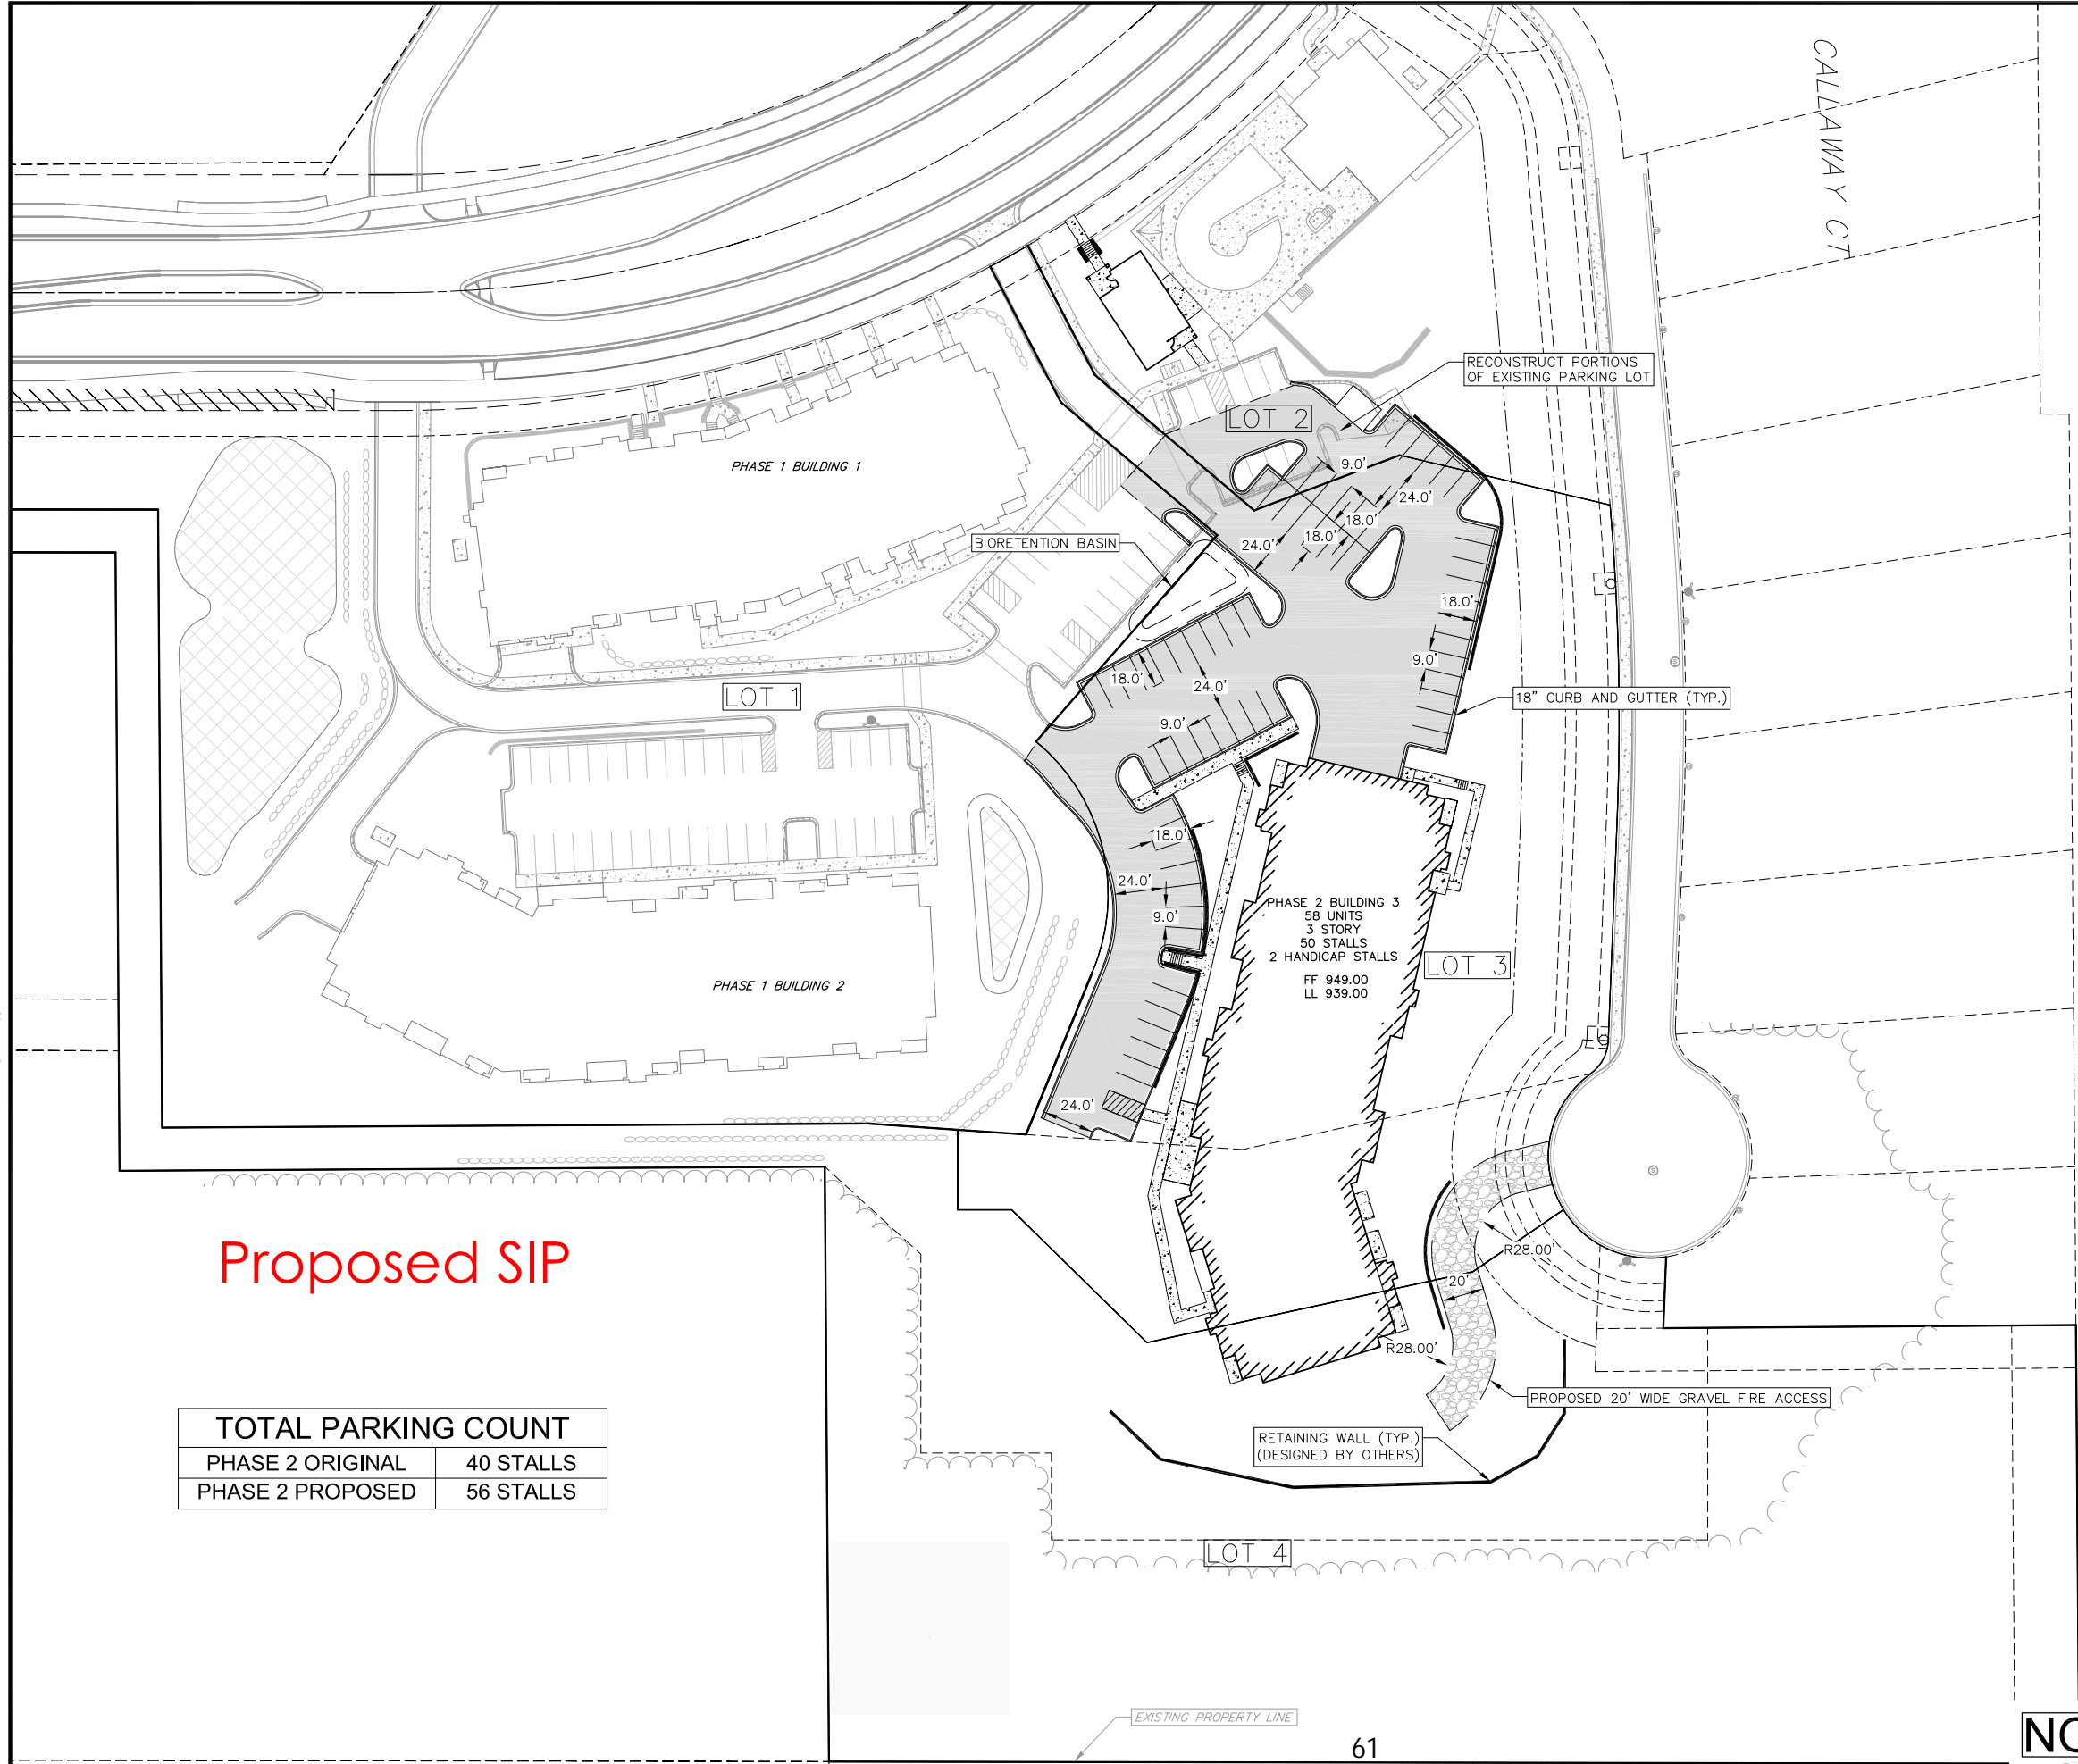 CALLAWAY CT
RECONSTRUCT PORTIONS
OF EXISTING PARKING LOT
LOT 2
PHASE 1 BUILDING 1
9.0'
24.0'
18.0'
18.0'
24.0'
BIORETENTION BASIN
18.0'
9.0'
18.0'
24.0'
LOT 1
18" CURB AND GUTTER (TYP.)
9.0'
18.0'
24.0'
9.0'
PHASE 2 BUILDING 3
58 UNITS
3 STORY
50 STALLS
2 HANDICAP STALLS
FF 949.00
LL 939.00
LOT 3
PHASE 1 BUILDING 2
24.0'
R28.00'
20'
Proposed SIP
R28.00'
PROPOSED 20' WIDE GRAVEL FIRE ACCESS
TOTAL PARKING COUNT
PHASE 2 ORIGINAL 40 STALLS
PHASE 2 PROPOSED 56 STALLS
RETAINING WALL (TYP.)
(DESIGNED BY OTHERS)
LOT 4
EXISTING PROPERTY LINE
61